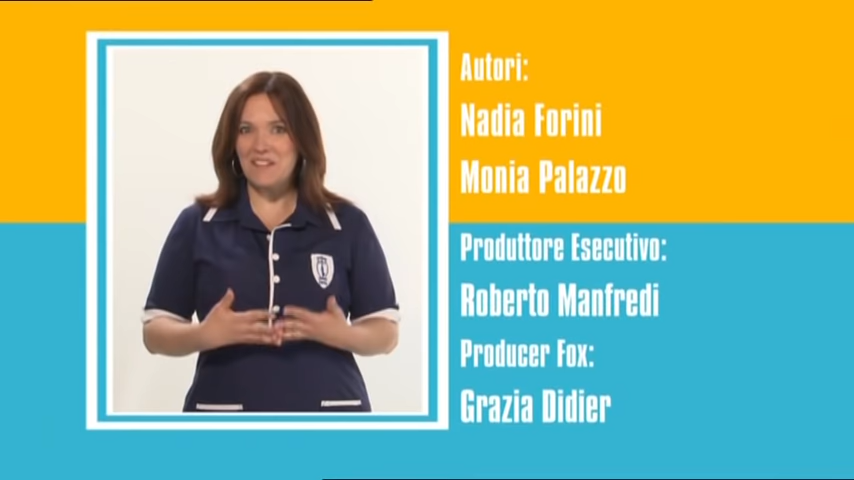 Autori:
Nadia Forini
Monia Palazzo
Produttore Esecutivo:
Roberto Manfredi
Producer Fox:
Grazia Didier